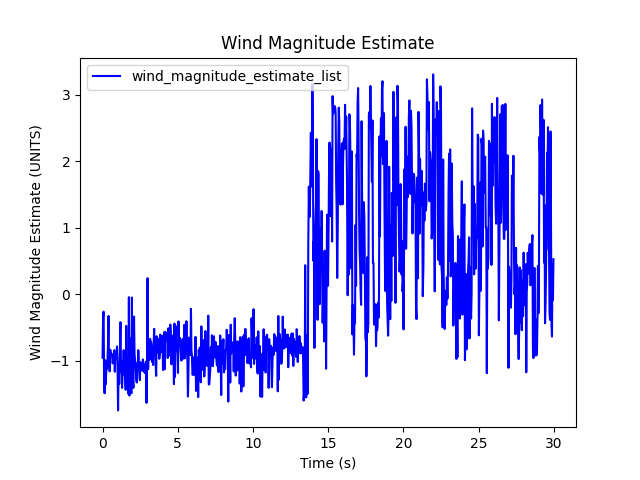 Wind Magnitude Estimate
wind_magnitude_estimate_list
Wind Magnitude Estimate (UNITS)
3
2
1
0
−1
0 5 10 15 20 25 30
Time (s)